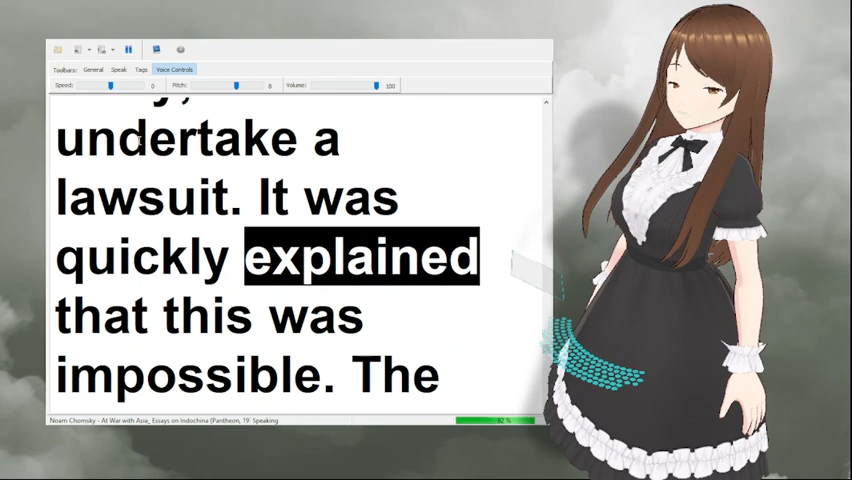 Toolbars: General Speak Tags Voice Controls
Speed: 0 Pitch: 8 Volume: 100
undertake a
lawsuit. It was
quickly explained
that this was
impossible. The
Noam Chomsky - At War with Asia_ Essays on Indochina (Pantheon, 19 Speaking 82 %